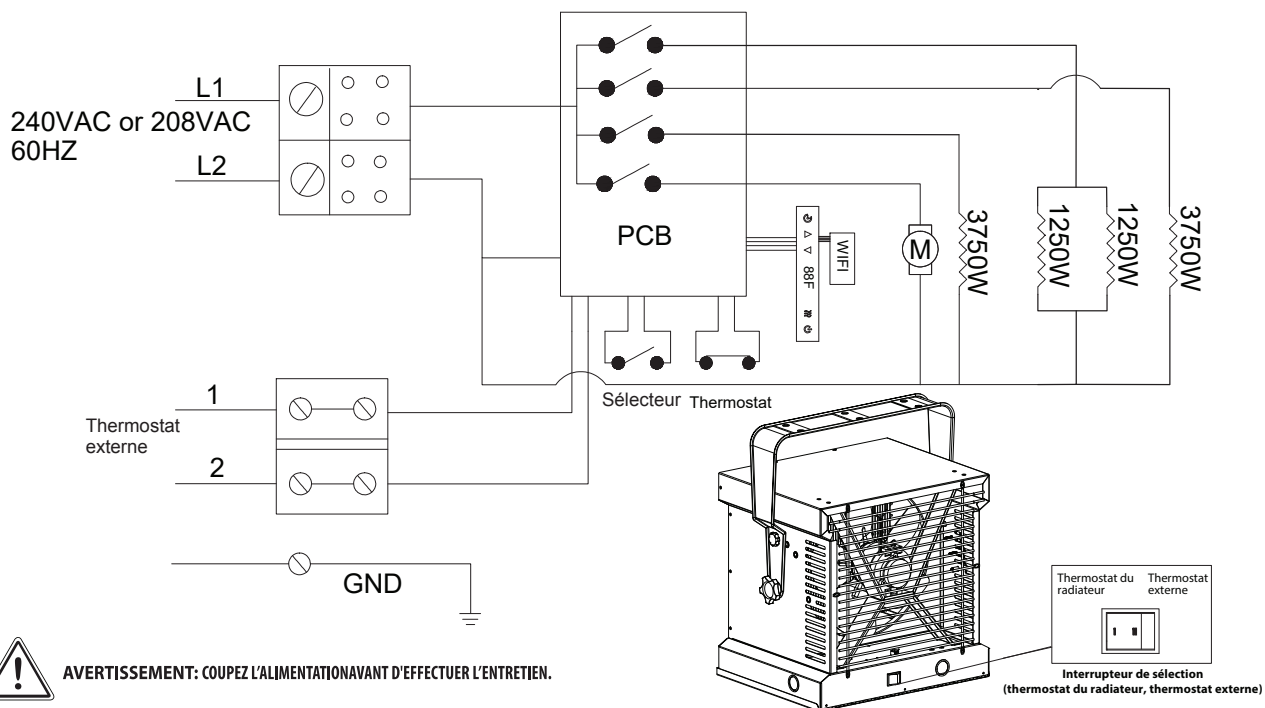 L1
240VAC or 208VAC
60HZ
L2
PCB
88F
WIFI
M
3750W
1250W
1250W
3750W
Sélecteur
Thermostat
1
Thermostat
externe
2
GND
Thermostat du
radiateur
Thermostat
externe
I
II
Interrupteur de sélection
(thermostat du radiateur, thermostat externe)
AVERTISSEMENT: COUPEZ L'ALIMENTATIONAVANT D'EFFECTUER L'ENTRETIEN.